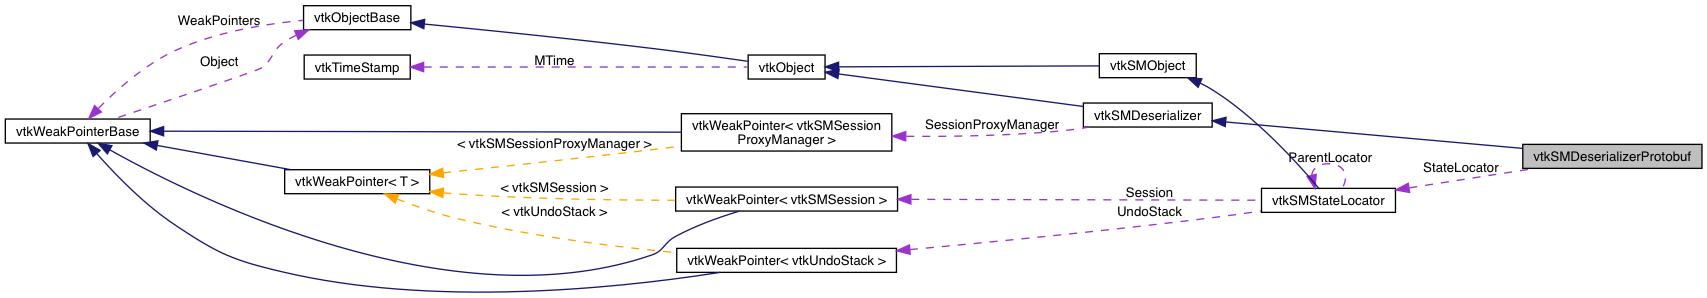 WeakPointers
vtkObjectBase
Object
vtkTimeStamp
MTime
vtkObject
vtkSMObject
vtkWeakPointerBase
vtkWeakPointer< vtkSMSession
ProxyManager >
SessionProxyManager
vtkSMDeserializer
< vtkSMSessionProxyManager >
vtkWeakPointer< T >
< vtkSMSession >
< vtkUndoStack >
vtkWeakPointer< vtkSMSession >
vtkWeakPointer< vtkUndoStack >
Session
UndoStack
ParentLocator
vtkSMStateLocator
StateLocator
vtkSMDeserializerProtobuf